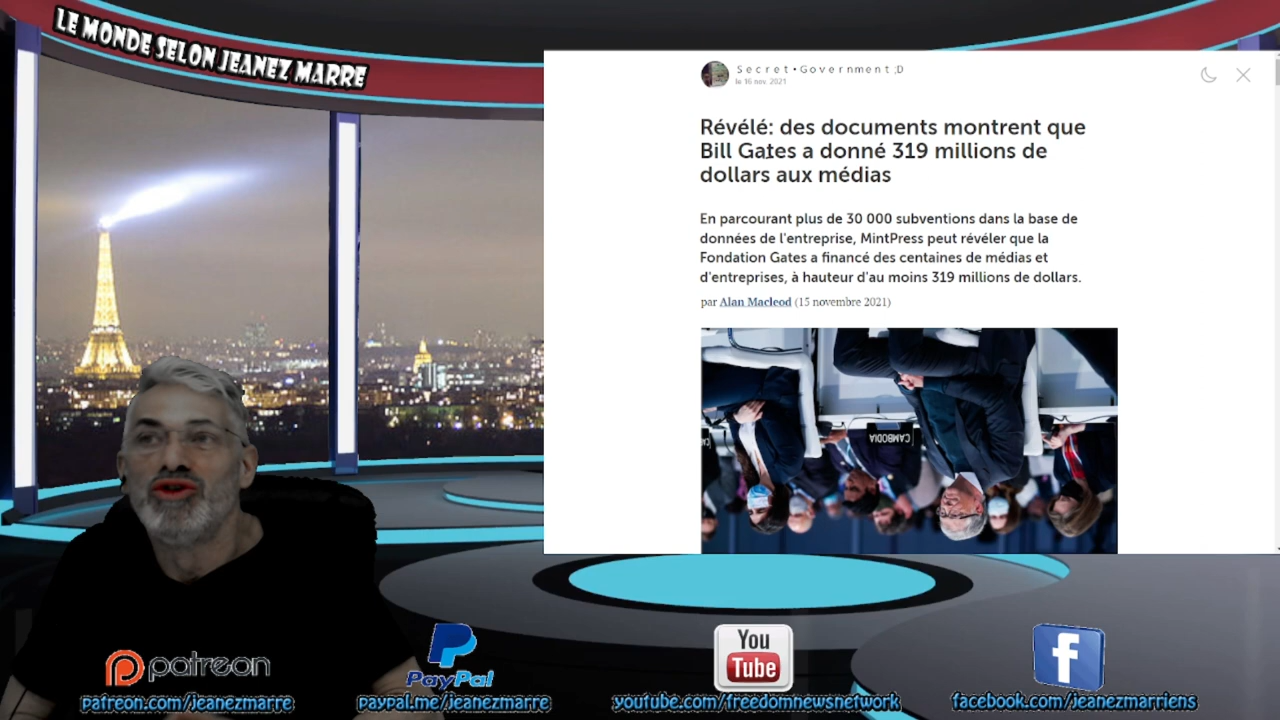 LE MONDE SELON JEANEZ MARRE
Secret•Government ;D
le 16 nov. 2021
Révélé: des documents montrent que
Bill Gates a donné 319 millions de
dollars aux médias
En parcourant plus de 30 000 subventions dans la base de
données de l'entreprise, MintPress peut révéler que la
Fondation Gates a financé des centaines de médias et
d'entreprises, à hauteur d'au moins 319 millions de dollars.
par Alan Macleod (15 novembre 2021)
CAMBODIA
patreon
patreon.com/jeanezmarre
PayPal
paypal.me/jeanezmarre
You
Tube
youtube.com/freedomnewsnetwork
f
facebook.com/jeanezmarriens